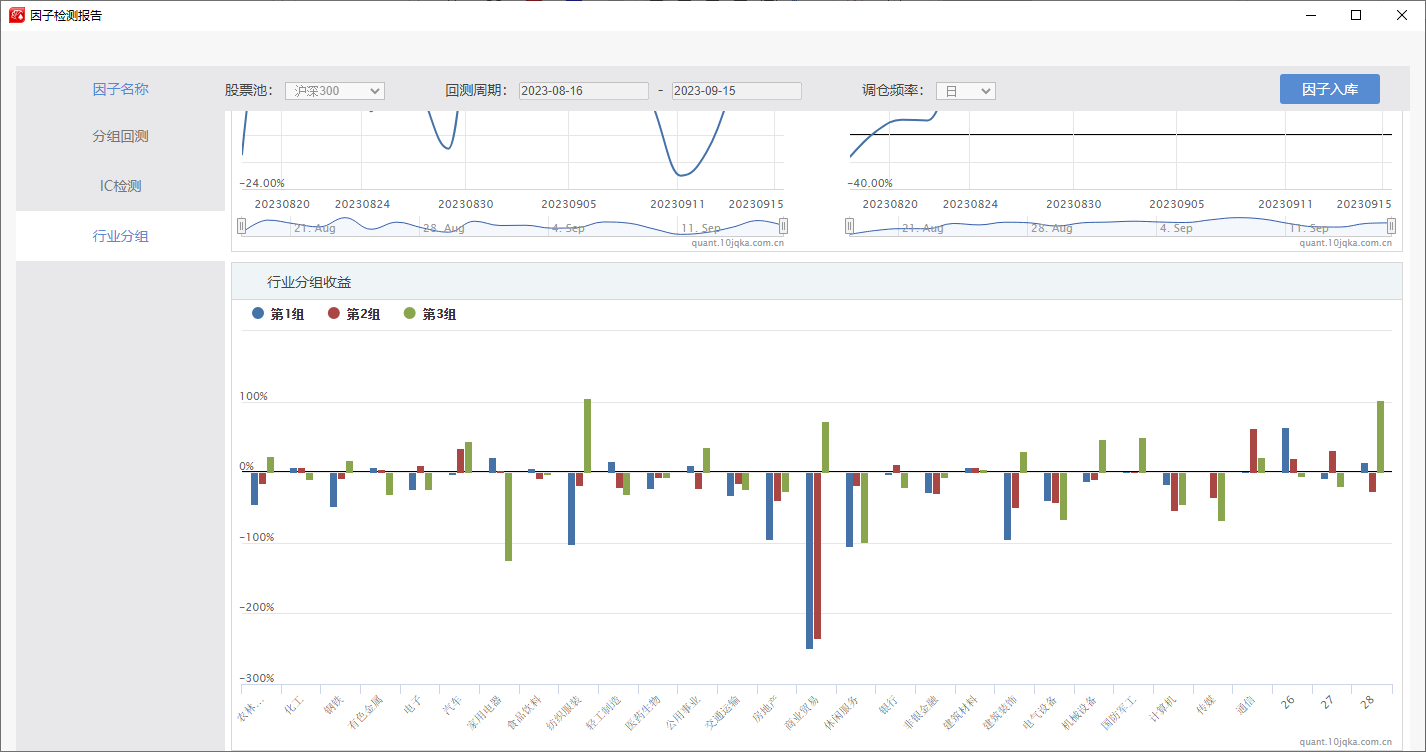 因子检测报告
因子名称 股票池： 沪深300 回测周期： 2023-08-16 - 2023-09-15 调仓频率： 日 因子入库
分组回测
IC检测
行业分组
-24.00%
20230820 20230824 20230830 20230905 20230911 20230915
21. Aug 28. Aug 4. Sep 11. Sep
quant.10jqka.com.cn
-40.00%
20230820 20230824 20230830 20230905 20230911 20230915
21. Aug 28. Aug 4. Sep 11. Sep
quant.10jqka.com.cn
行业分组收益
第1组 第2组 第3组
100%
0%
-100%
-200%
-300%
农林… 化工 钢铁 有色金属 电子 汽车 家用电器 食品饮料 纺织服装 轻工制造 医药生物 公用事业 交通运输 房地产 商业贸易 休闲服务 银行 非银金融 建筑材料 建筑装饰 电气设备 机械设备 国防军工 计算机 传媒 通信 26 27 28
quant.10jqka.com.cn